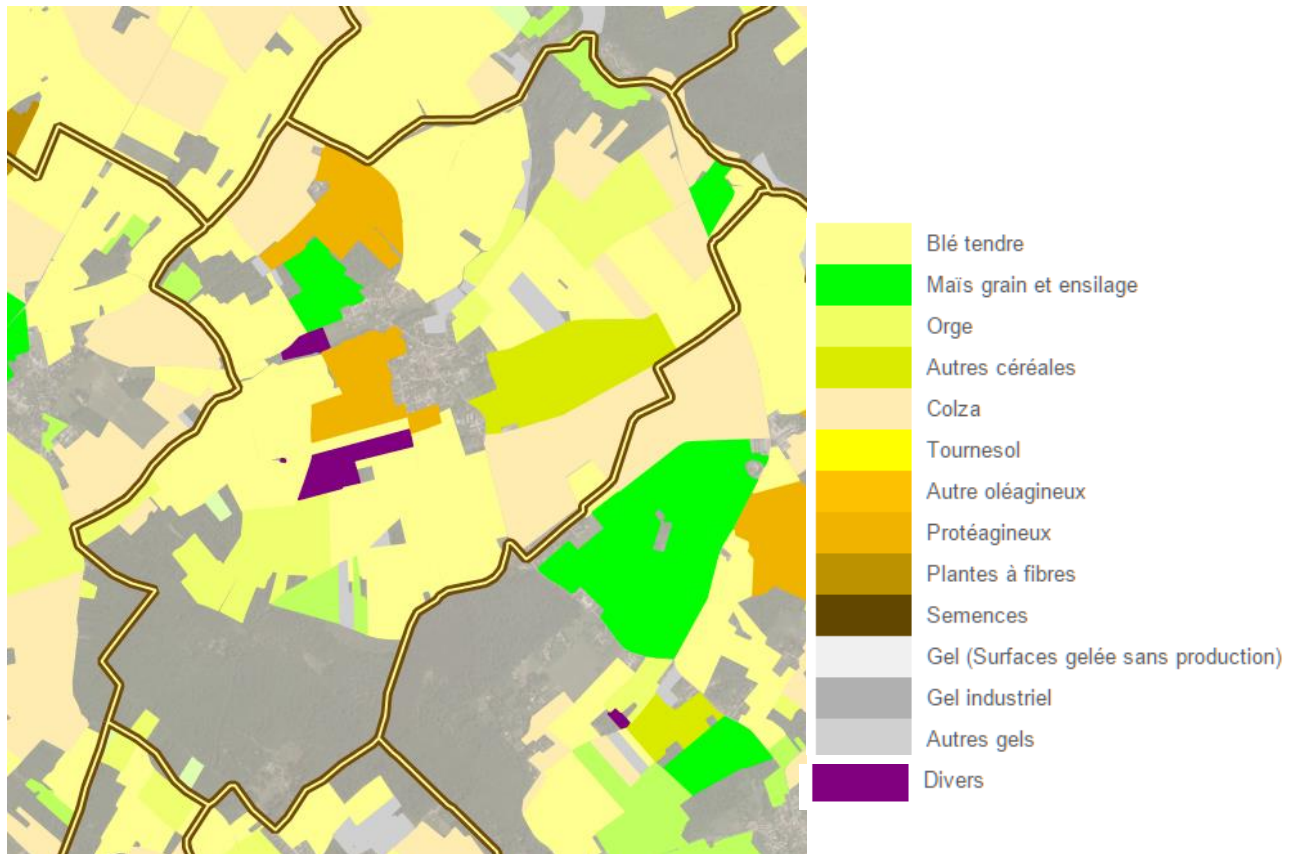 Blé tendre
Maïs grain et ensilage
Orge
Autres céréales
Colza
Tournesol
Autre oléagineux
Protéagineux
Plantes à fibres
Semences
Gel (Surfaces gelée sans production)
Gel industriel
Autres gels
Divers